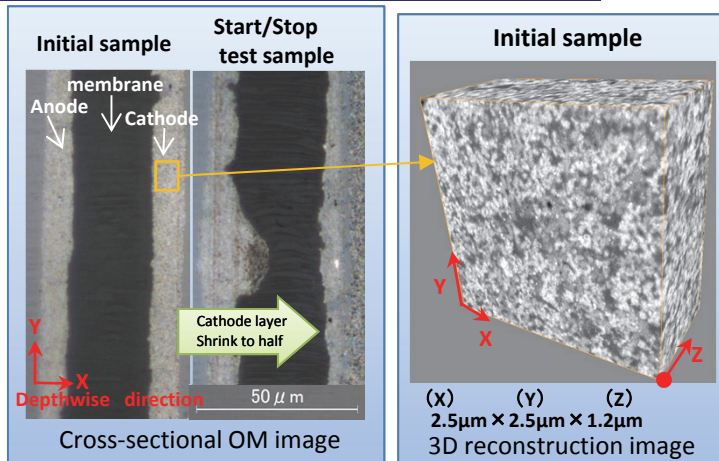 Initial sample
Start/Stop
test sample
membrane
Anode
Cathode
Cathode layer
Shrink to half
Y
X
Depthwise direction
50 μm
Cross-sectional OM image
Initial sample
Y
X
Z
(X) (Y) (Z)
2.5μm × 2.5μm × 1.2μm
3D reconstruction image